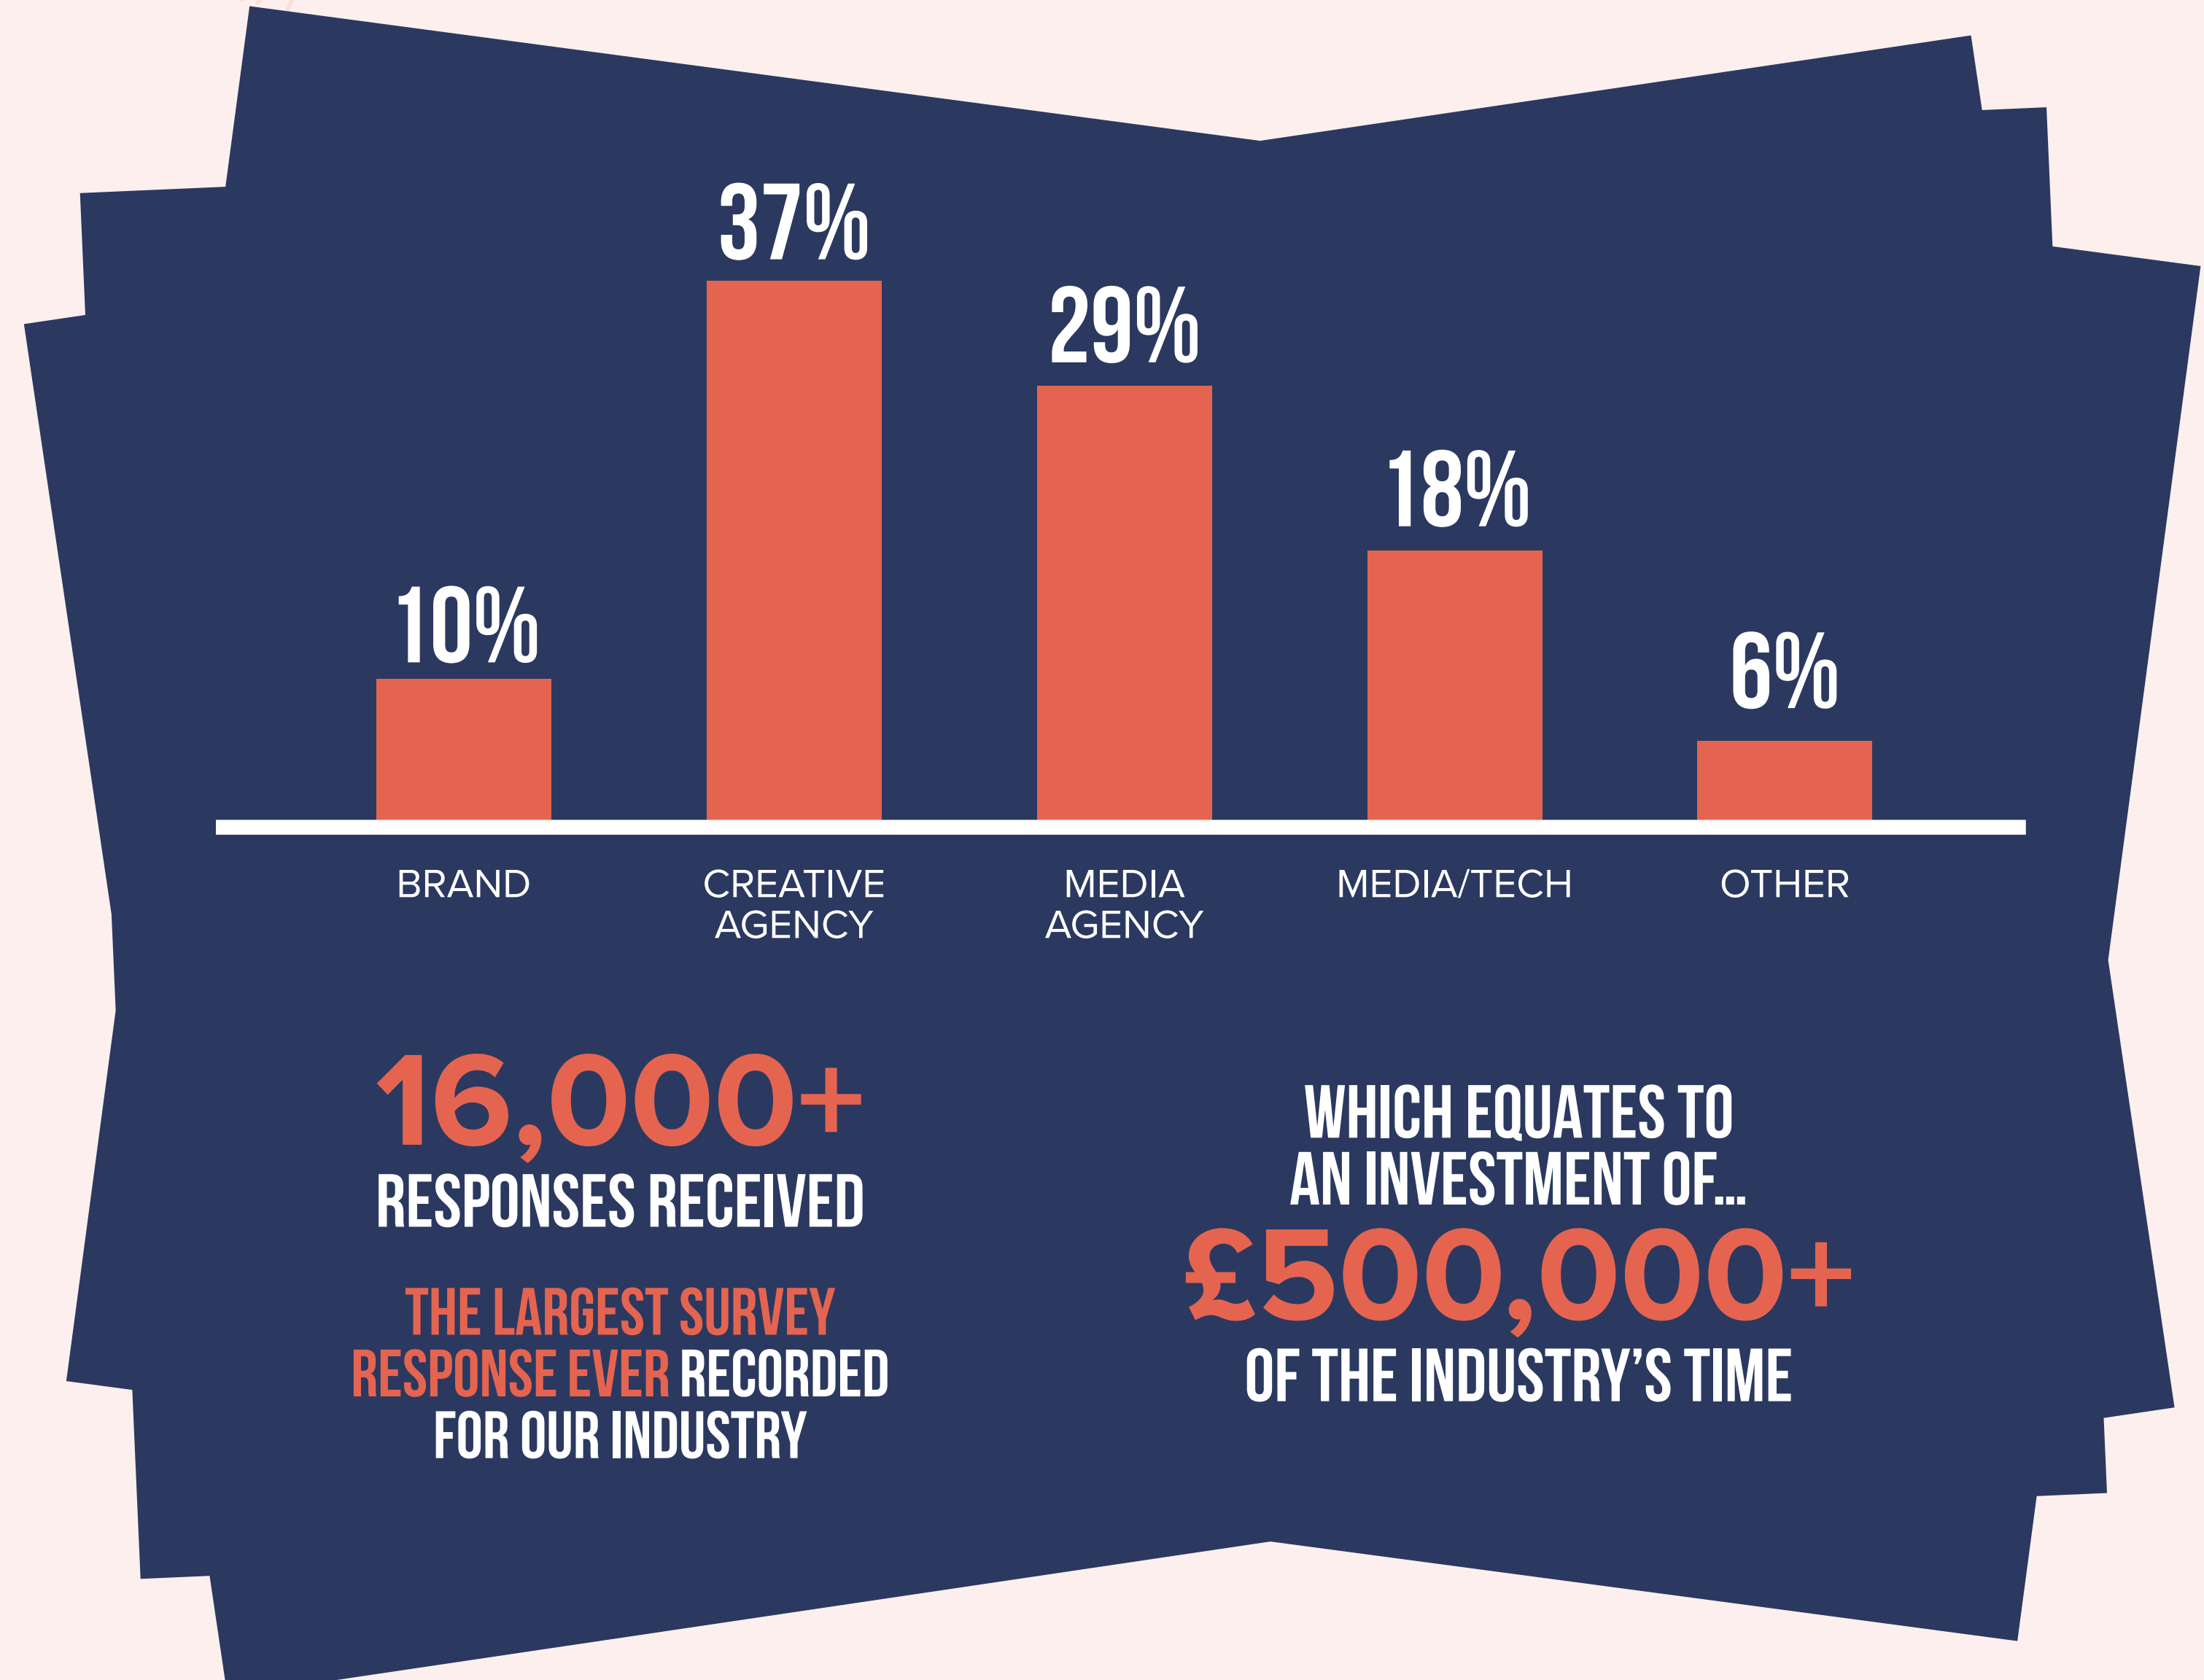 37%
29%
18%
10%
6%
BRAND
CREATIVE
AGENCY
MEDIA
AGENCY
MEDIA/TECH
OTHER
16,000+
RESPONSES RECEIVED
THE LARGEST SURVEY
RESPONSE EVER RECORDED
FOR OUR INDUSTRY
WHICH EQUATES TO
AN INVESTMENT OF...
£500,000+
OF THE INDUSTRY'S TIME